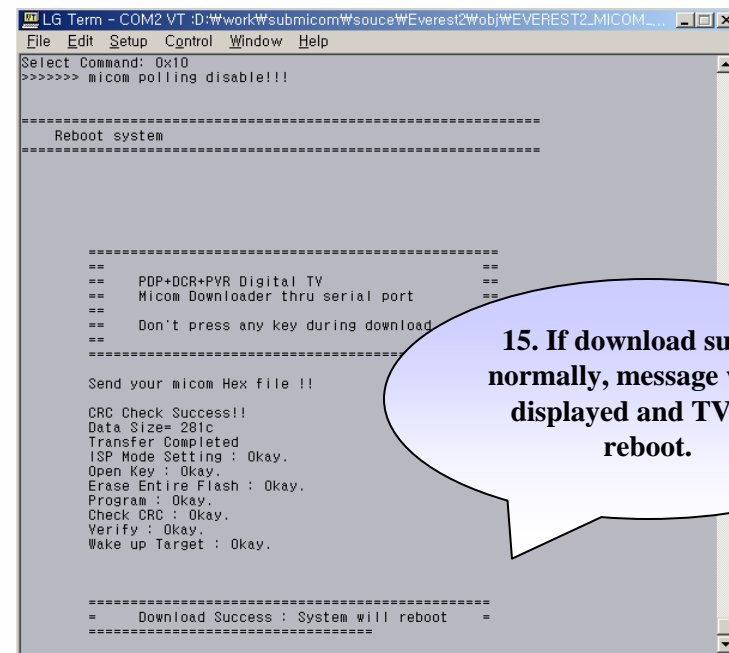 LG Term - COM2 VT :D:₩work₩submicom₩souce₩Everest2₩obj₩EVEREST2_MICOM_...
File Edit Setup Control Window Help
Select Command: 0x10
>>>>>>> micom polling disable!!!
===============================================================
Reboot system
===============================================================
==================================================
== ==
== PDP+DCR+PVR Digital TV ==
== Micom Downloader thru serial port ==
==
== Don't press any key during download
==
========================================
Send your micom Hex file !!
CRC Check Success!!
Data Size= 281c
Transfer Completed
ISP Mode Setting : Okay.
Open Key : Okay.
Erase Entire Flash : Okay.
Program : Okay.
Check CRC : Okay.
Verify : Okay.
Wake up Target : Okay.
=================================================
= Download Success : System will reboot =
===================================
15. If download su
normally, message
displayed and TV
reboot.